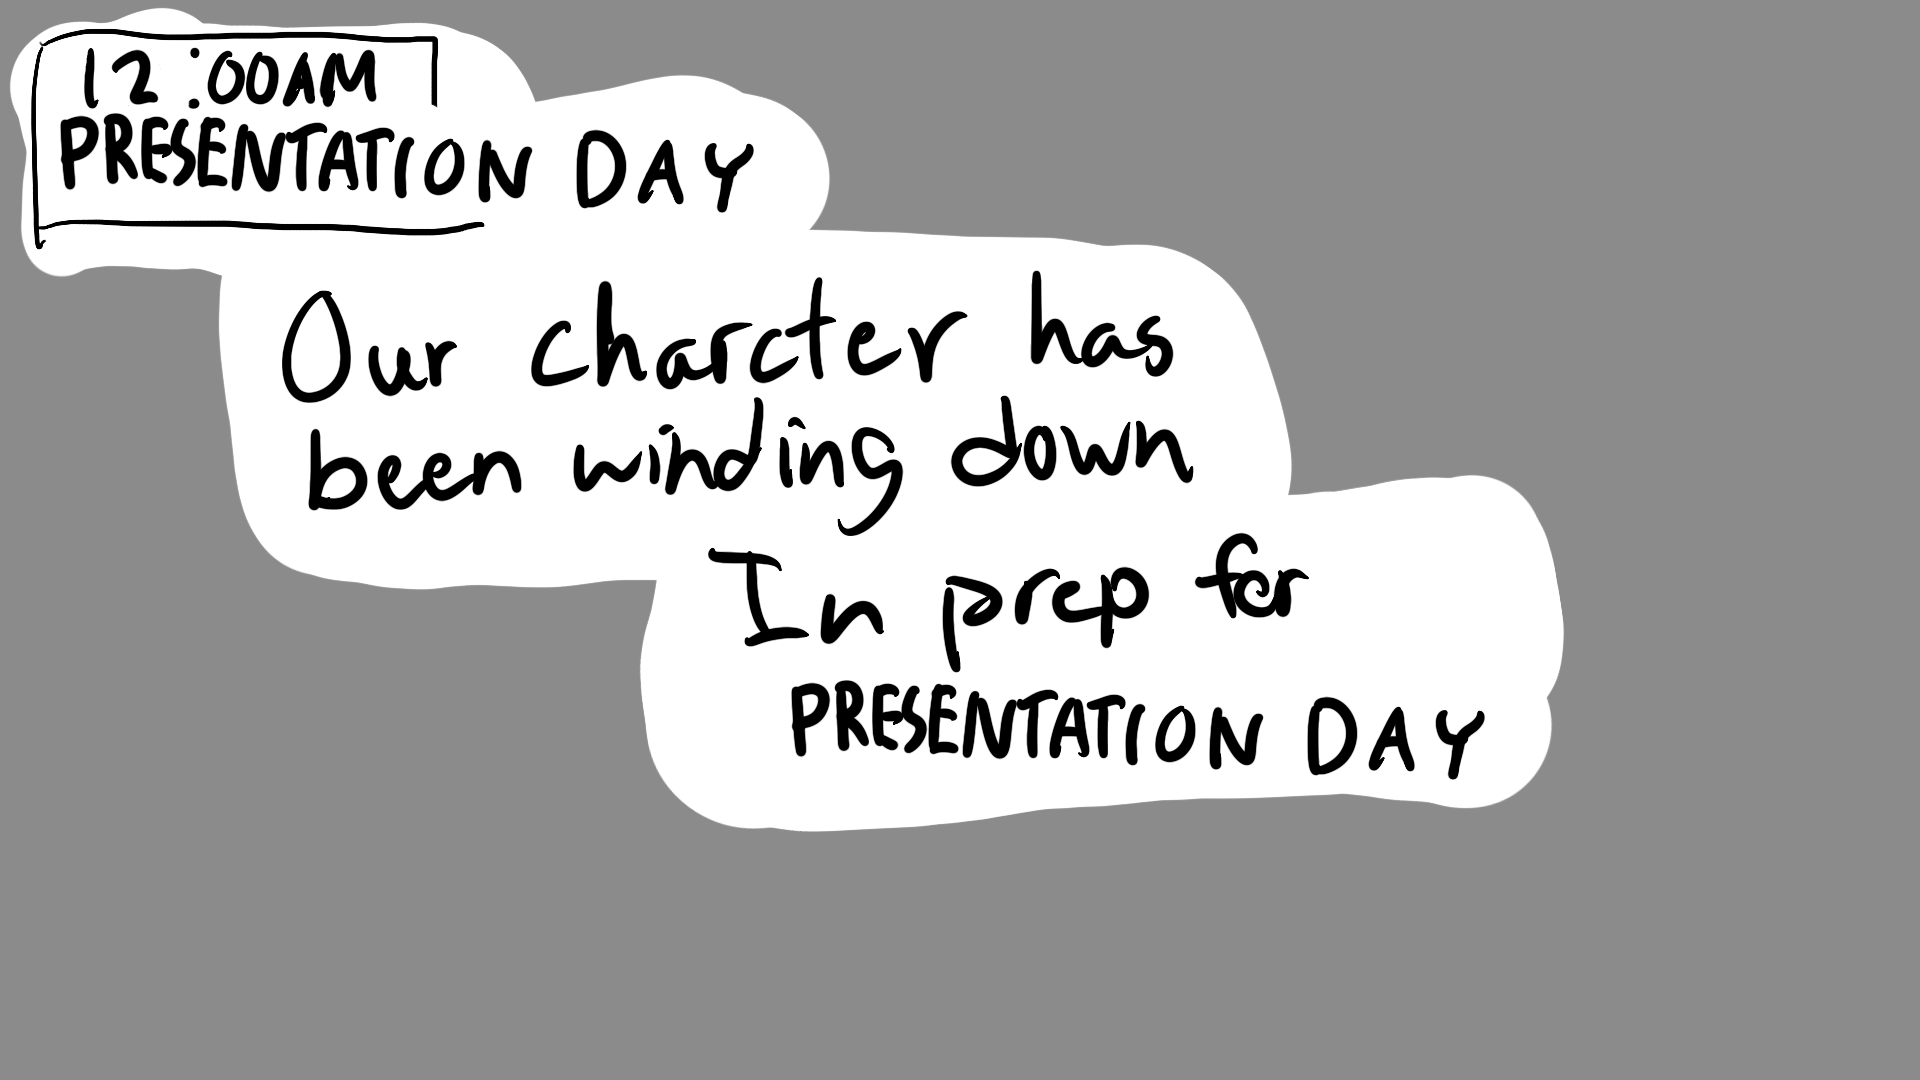 12:00AM
PRESENTATION DAY
Our charcter has
been winding down
In prep for
PRESENTATION DAY